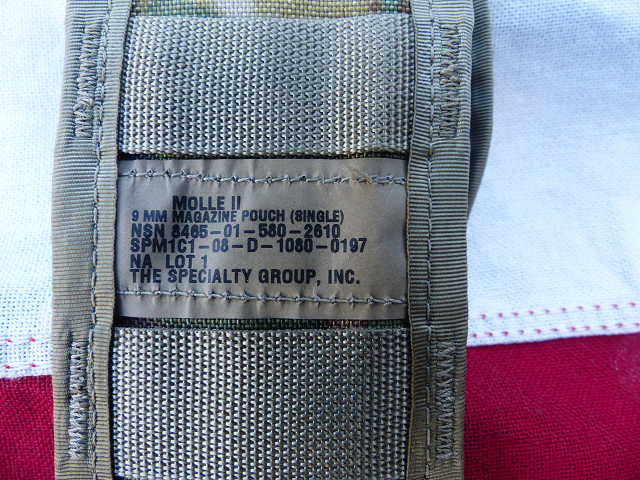 MOLLE II
9 MM MAGAZINE POUCH (SINGLE)
NSN 8465-01-580-2610
SPM1C1-08-D-1080-0197
NA LOT 1
THE SPECIALTY GROUP, INC.